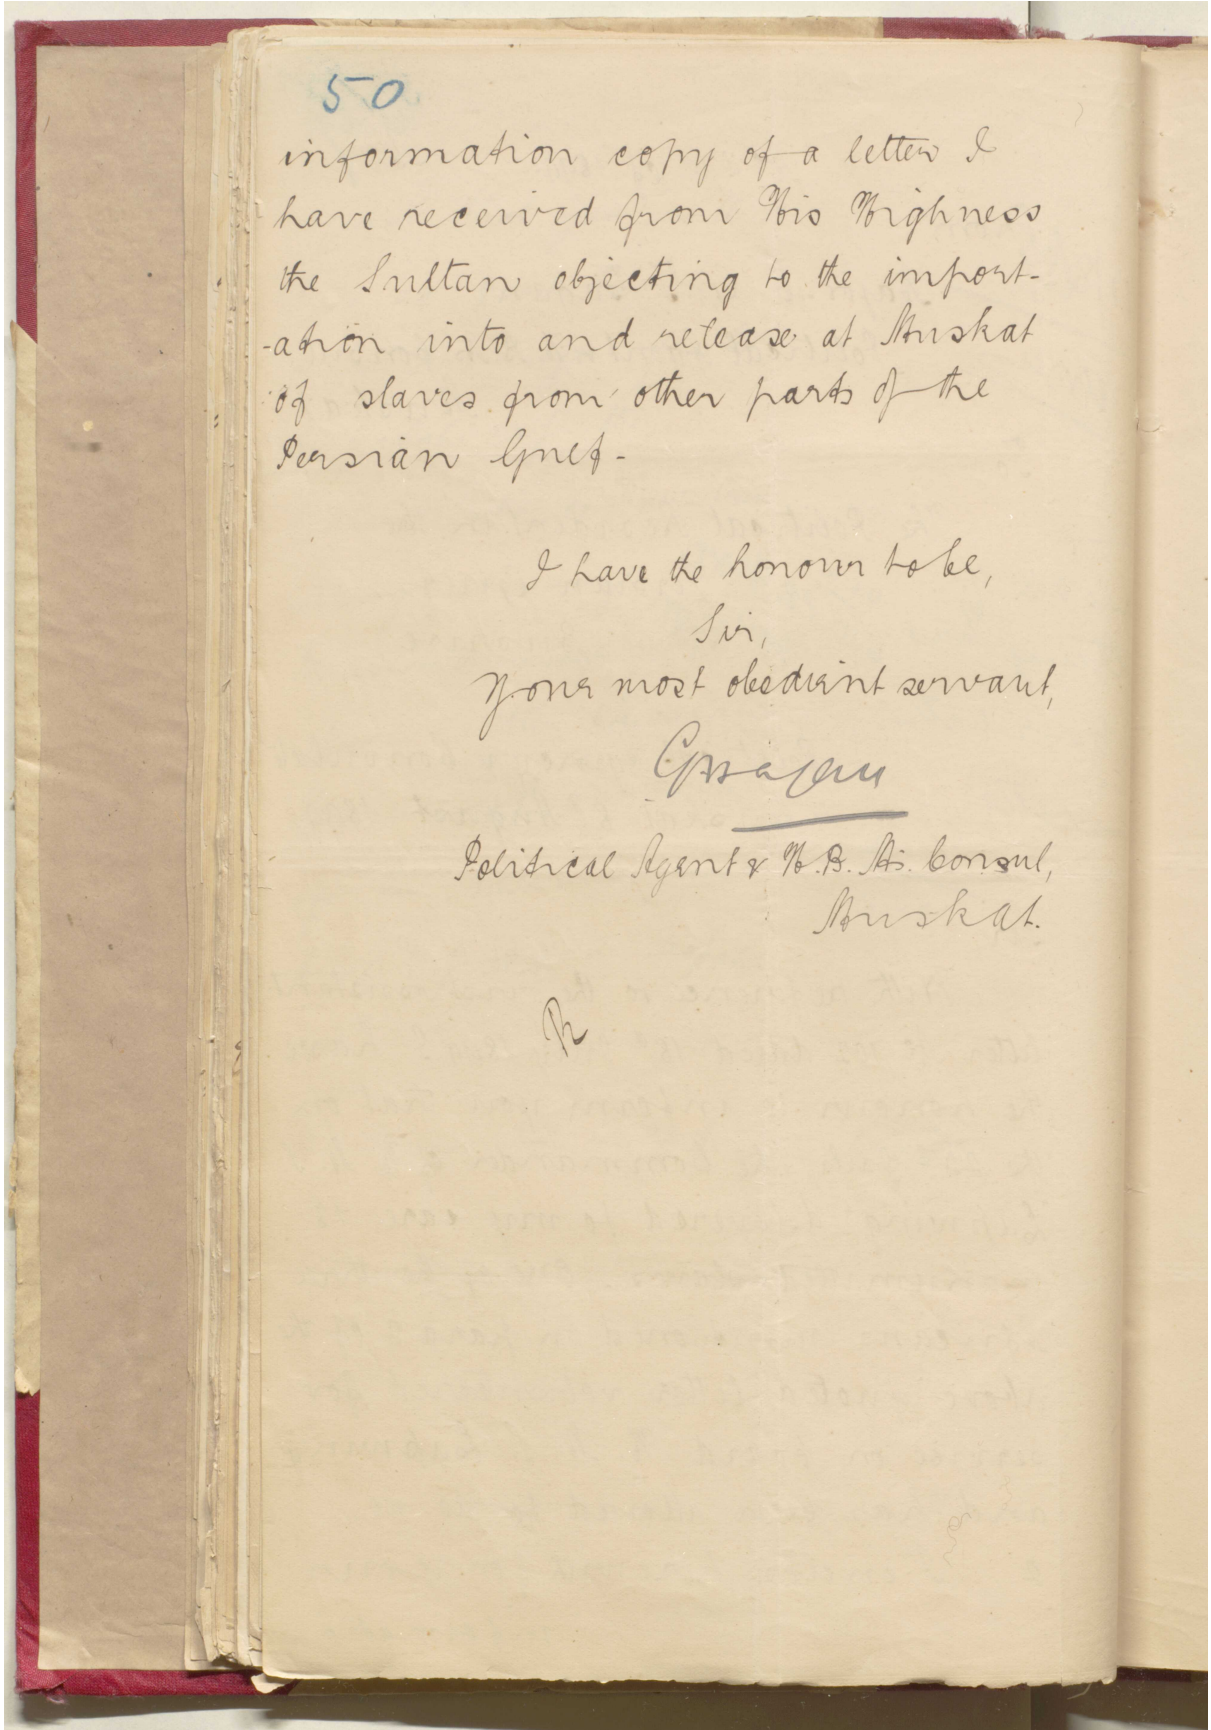 50
information copy of a letter I
have received from His Highness
the Sultan objecting to the import-
-ation into and release at Muskat
of slaves from other parts of the
Persian Gulf -
I have the honour to be,
Sir,
Your most obedient servant,
Political Agent & H.B.M's. Consul,
Muskat.